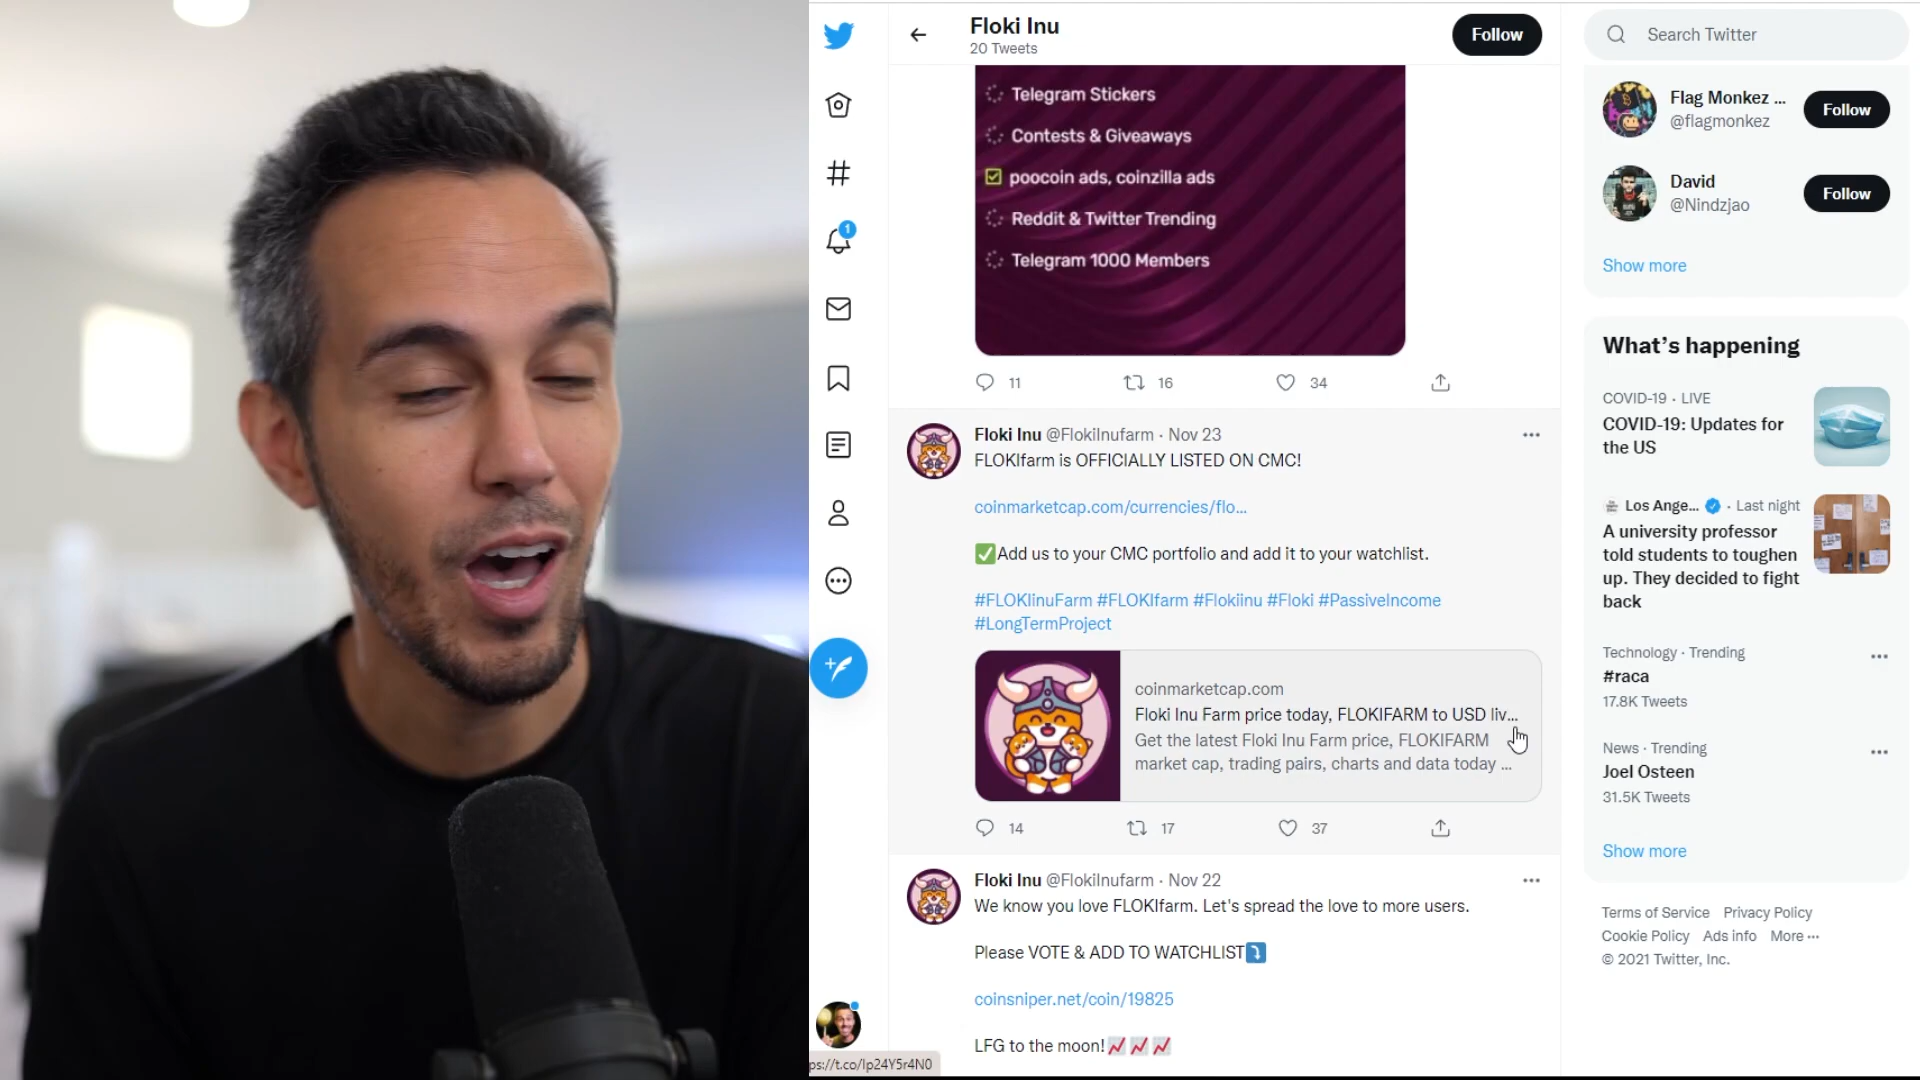 Floki Inu
20 Tweets
Follow
Telegram Stickers
Contests & Giveaways
poocoin ads, coinzilla ads
Reddit & Twitter Trending
Telegram 1000 Members
11
16
34
1
Floki Inu @FlokiInufarm · Nov 23
FLOKIfarm is OFFICIALLY LISTED ON CMC!
coinmarketcap.com/currencies/flo...
✅Add us to your CMC portfolio and add it to your watchlist.
#FLOKIinuFarm #FLOKIfarm #Flokiinu #Floki #PassiveIncome
#LongTermProject
coinmarketcap.com
Floki Inu Farm price today, FLOKIFARM to USD liv...
Get the latest Floki Inu Farm price, FLOKIFARM
market cap, trading pairs, charts and data today ...
14
17
37
Floki Inu @FlokiInufarm · Nov 22
We know you love FLOKIfarm. Let's spread the love to more users.
Please VOTE & ADD TO WATCHLIST⤵️
coinsniper.net/coin/19825
LFG to the moon!📈📈📈
ps://t.co/lp24Y5r4N0
Search Twitter
Flag Monkez ...
@flagmonkez
Follow
David
@Nindzjao
Follow
Show more
What's happening
COVID-19 · LIVE
COVID-19: Updates for
the US
Los Ange... · Last night
A university professor
told students to toughen
up. They decided to fight
back
Technology · Trending
#raca
17.8K Tweets
News · Trending
Joel Osteen
31.5K Tweets
Show more
Terms of Service Privacy Policy
Cookie Policy Ads info More ···
© 2021 Twitter, Inc.